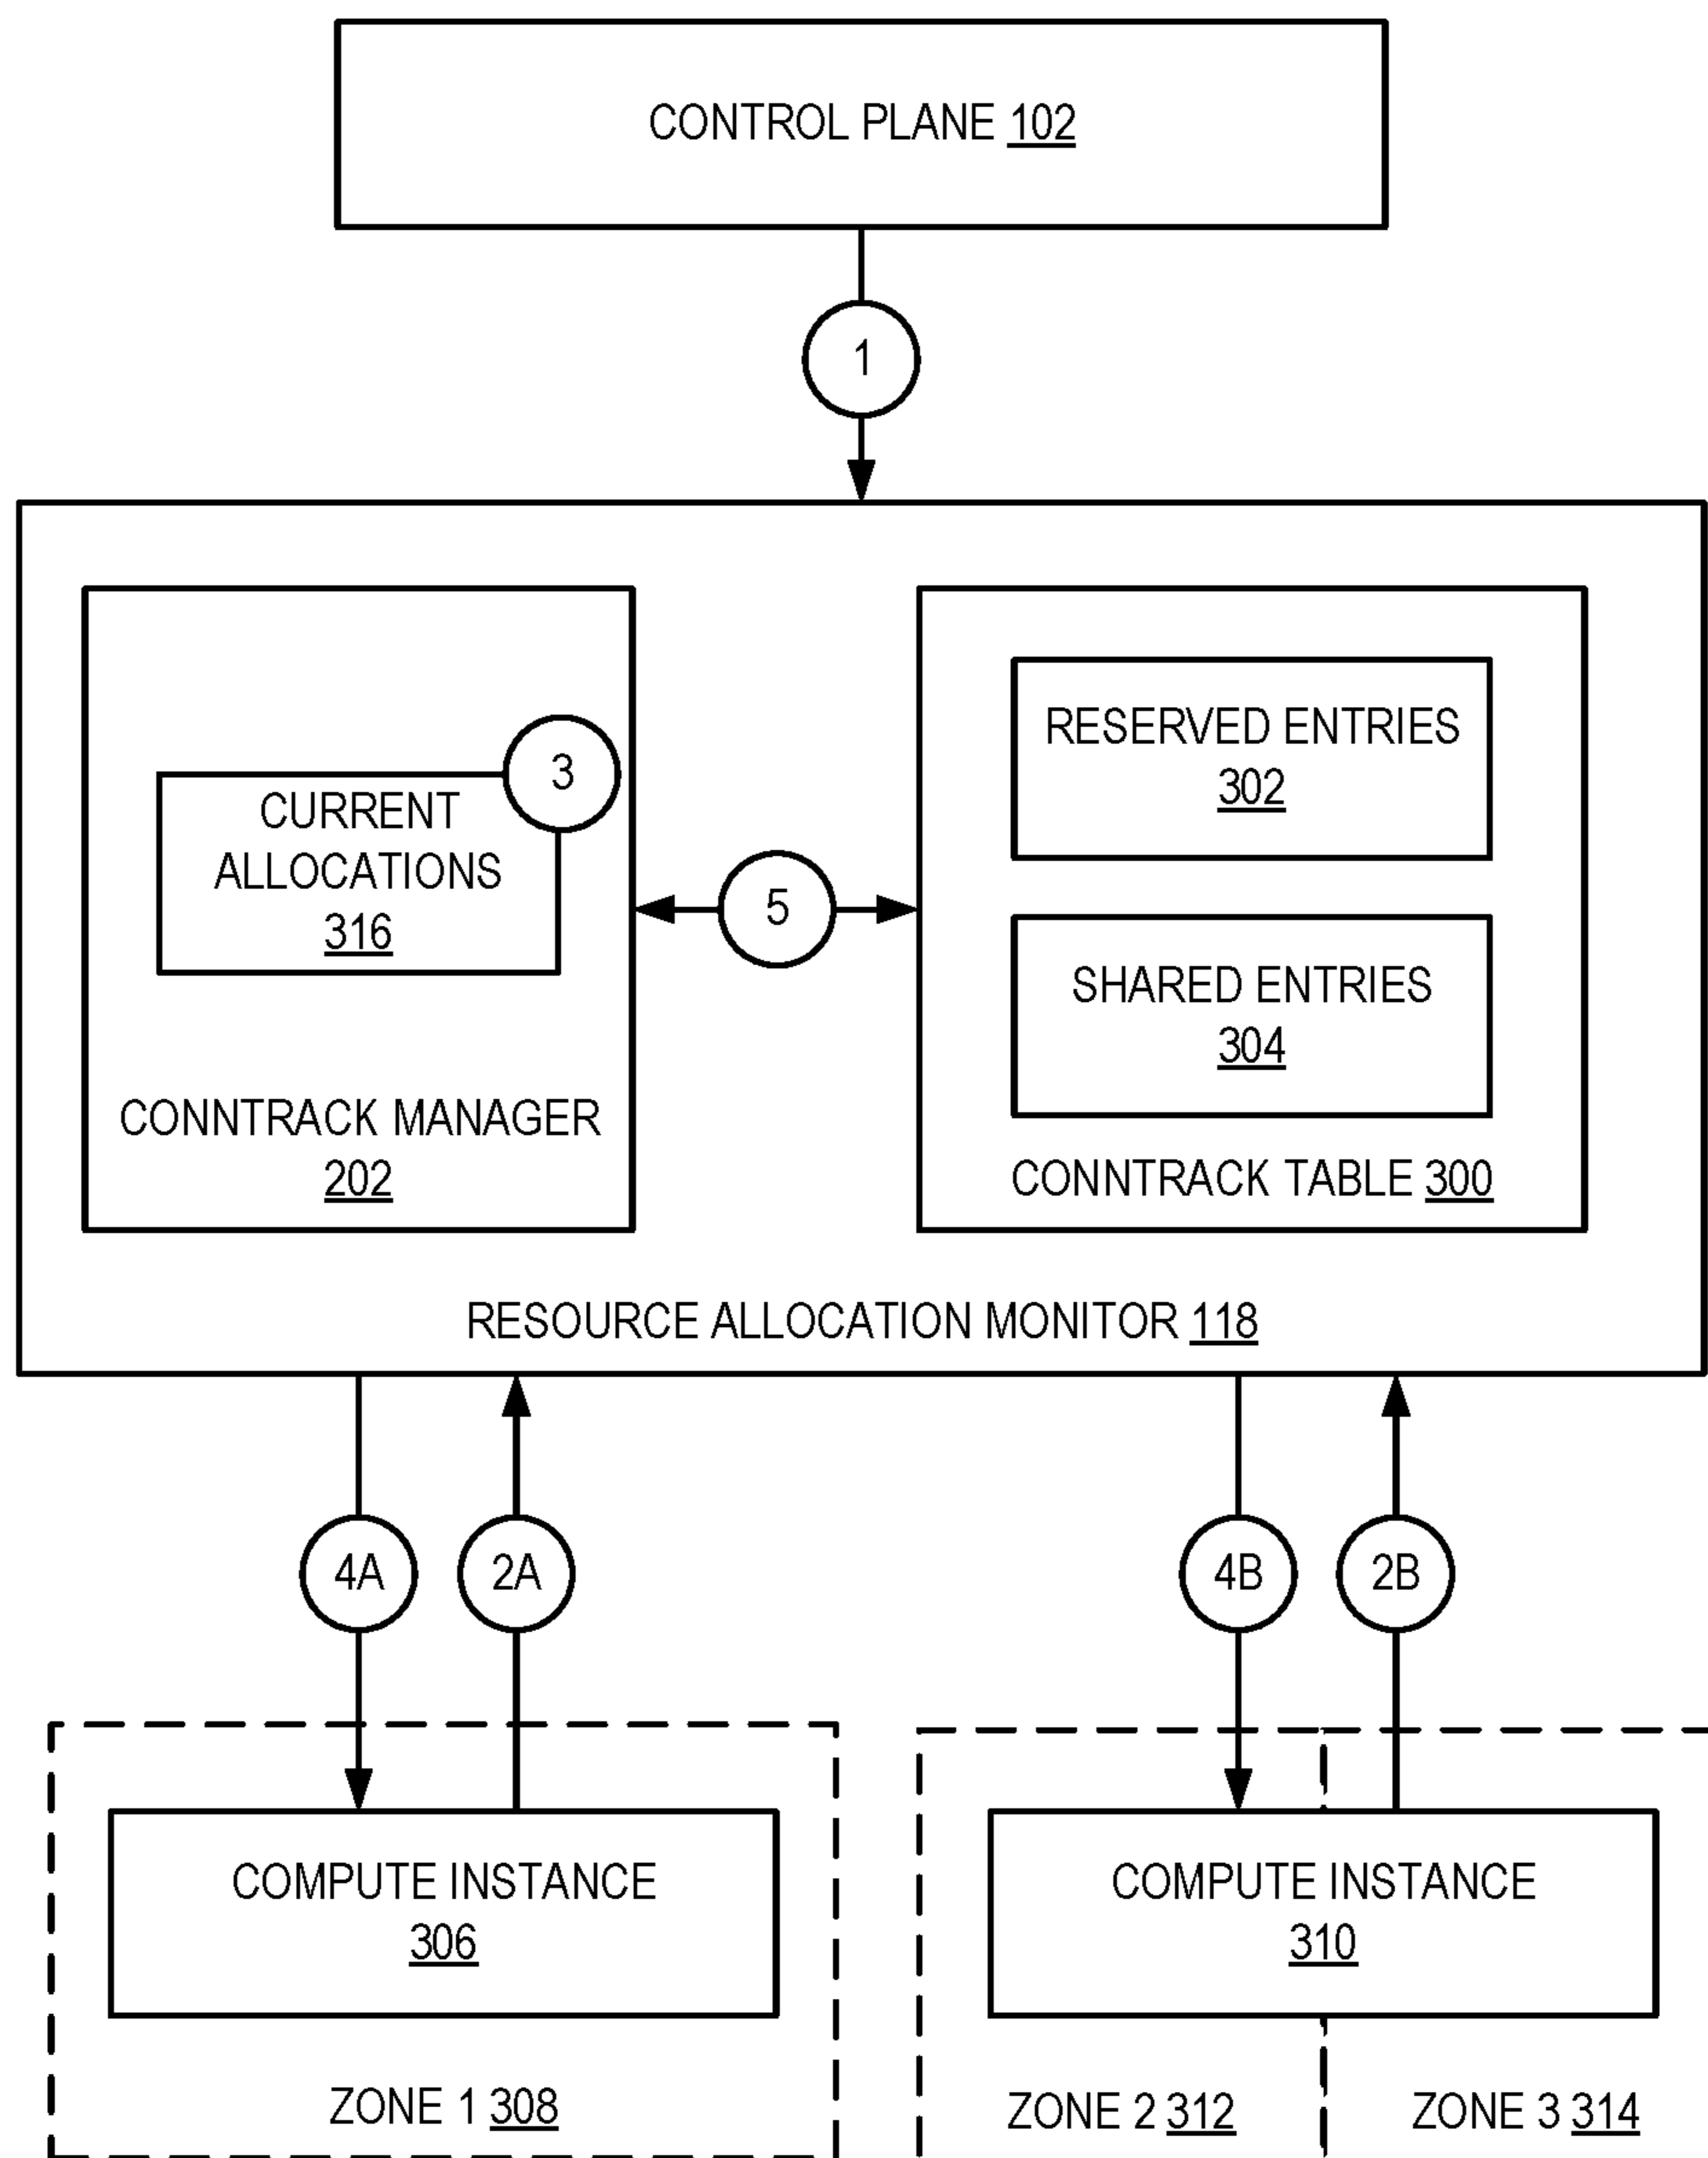 CONTROL PLANE 102
1
3
CURRENT
ALLOCATIONS
316
CONNTRACK MANAGER
202
5
RESERVED ENTRIES
302
SHARED ENTRIES
304
CONNTRACK TABLE 300
RESOURCE ALLOCATION MONITOR 118
4A
2A
4B
2B
COMPUTE INSTANCE
306
ZONE 1 308
COMPUTE INSTANCE
310
ZONE 2 312
ZONE 3 314